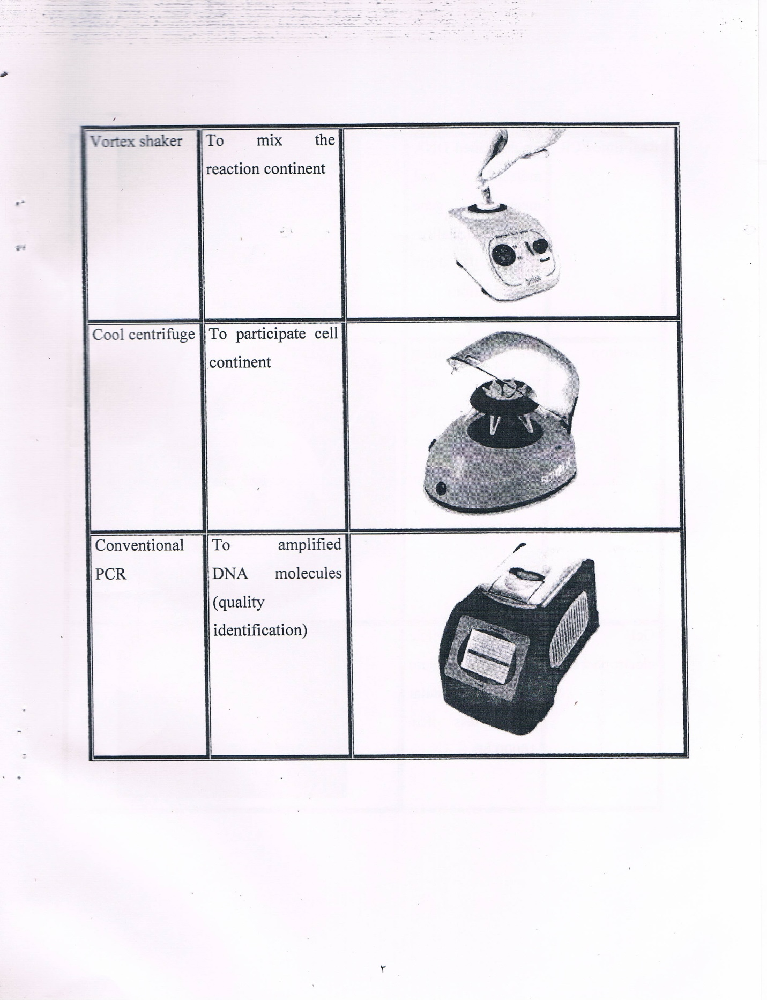 Vortex shaker
To mix the
reaction continent
Cool centrifuge
To participate cell
continent
sprout
Conventional
PCR
To amplified
DNA molecules
(quality
identification)
٣